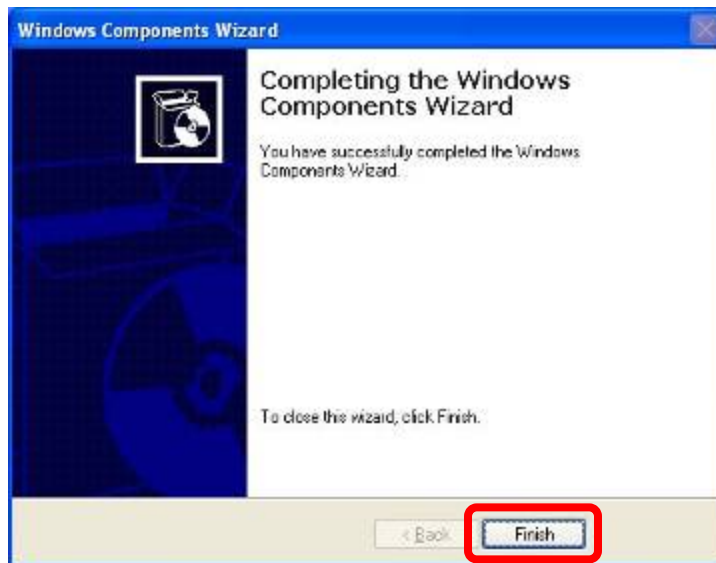 Windows Components Wizard
Completing the Windows
Components Wizard
You have successfully completed the Windows
Components Wizard.
To close this wizard, click Finish.
< Back
Finish